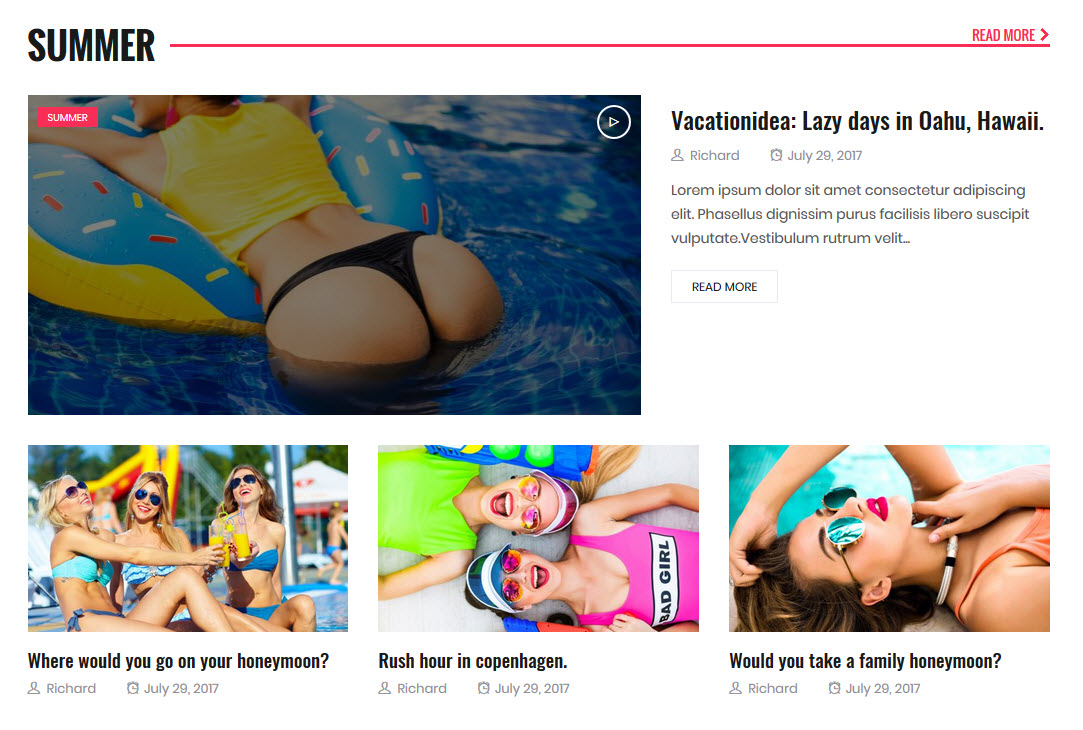 SUMMER
READ MORE
SUMMER
Vacationidea: Lazy days in Oahu, Hawaii.
Richard July 29, 2017
Lorem ipsum dolor sit amet consectetur adipiscing
elit. Phasellus dignissim purus facilisis libero suscipit
vulputate.Vestibulum rutrum velit...
READ MORE
BAD GIRL
Where would you go on your honeymoon?
Richard July 29, 2017
Rush hour in copenhagen.
Richard July 29, 2017
Would you take a family honeymoon?
Richard July 29, 2017